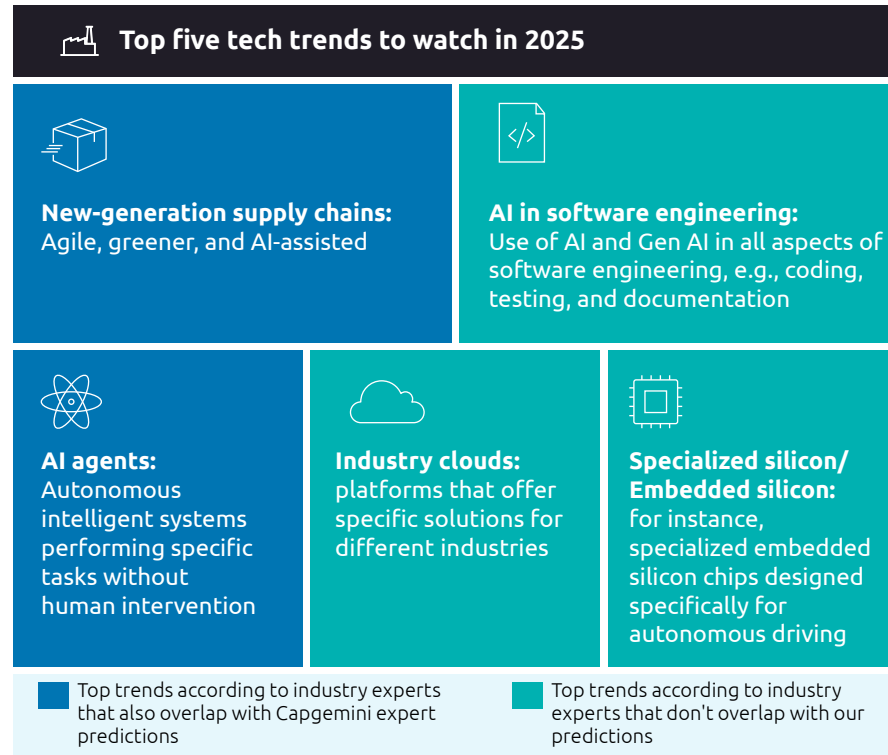 Top five tech trends to watch in 2025
New-generation supply chains:
Agile, greener, and AI-assisted
</>
AI in software engineering:
Use of AI and Gen AI in all aspects of
software engineering, e.g., coding,
testing, and documentation
AI agents:
Autonomous
intelligent systems
performing specific
tasks without
human intervention
Industry clouds:
platforms that offer
specific solutions for
different industries
Specialized silicon/
Embedded silicon:
for instance,
specialized embedded
silicon chips designed
specifically for
autonomous driving
Top trends according to industry experts
that also overlap with Capgemini expert
predictions
Top trends according to industry
experts that don't overlap with our
predictions